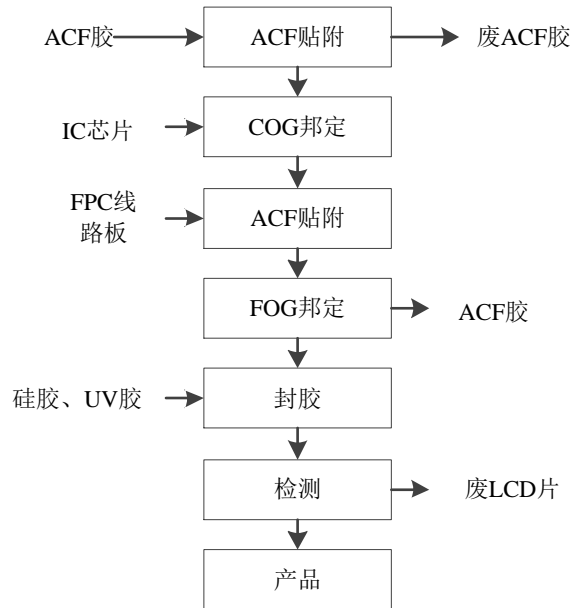 ACF胶
ACF贴附
废ACF胶
IC芯片
COG邦定
FPC线
路板
ACF贴附
FOG邦定
ACF胶
硅胶、UV胶
封胶
检测
废LCD片
产品